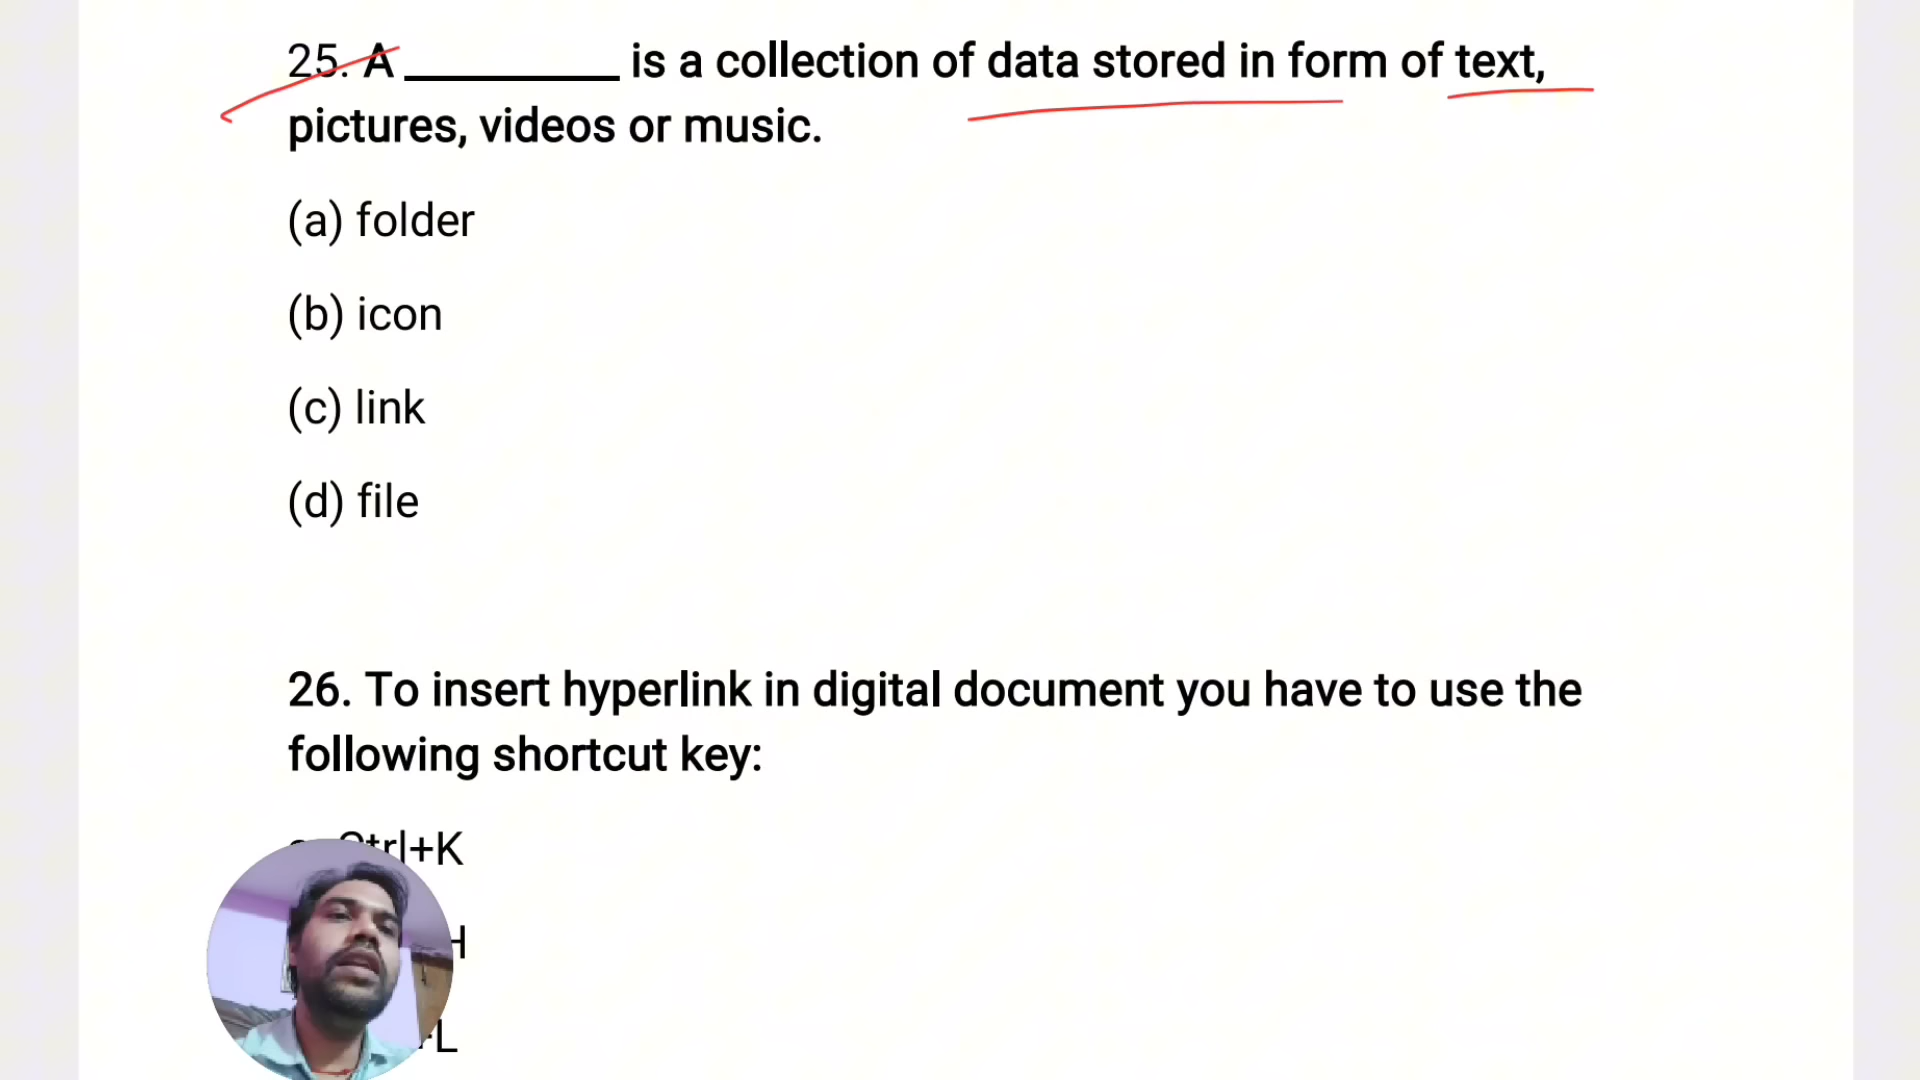 25. A __________ is a collection of data stored in form of text,
pictures, videos or music.
(a) folder
(b) icon
(c) link
(d) file
26. To insert hyperlink in digital document you have to use the
following shortcut key:
Ctrl+K
H
+L